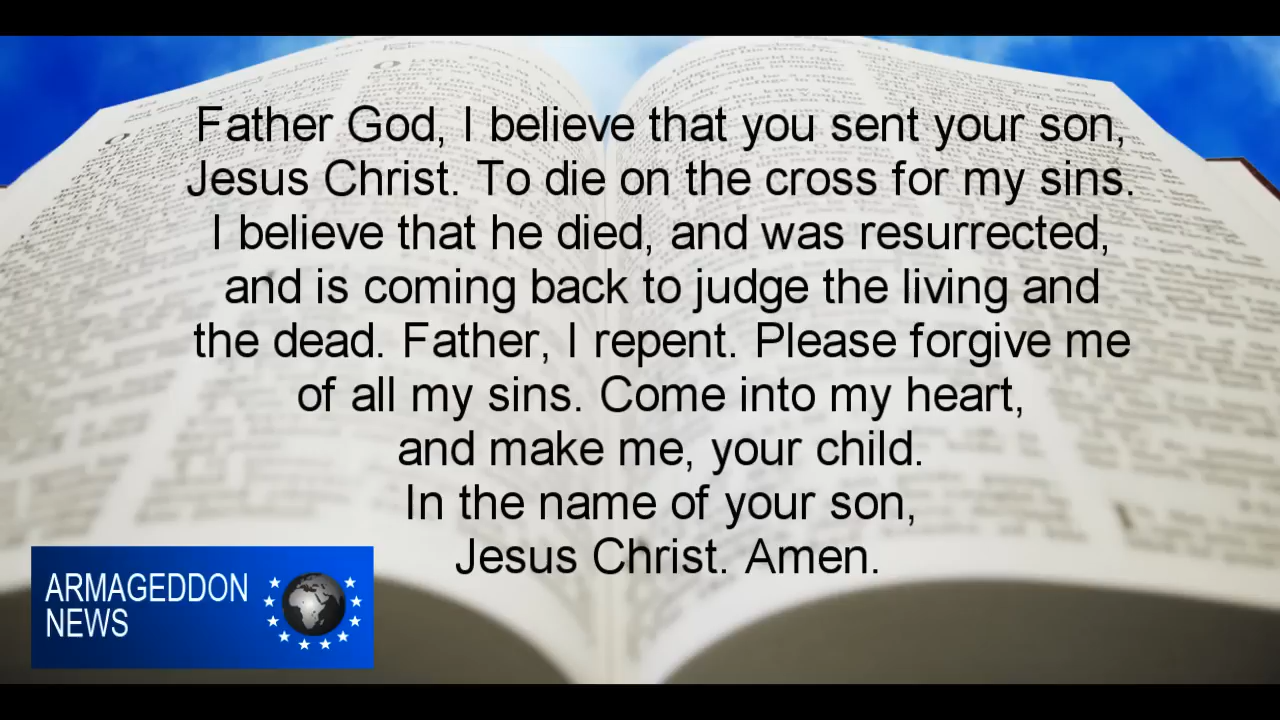 Father God, I believe that you sent your son,
Jesus Christ. To die on the cross for my sins.
I believe that he died, and was resurrected,
and is coming back to judge the living and
the dead. Father, I repent. Please forgive me
of all my sins. Come into my heart,
and make me, your child.
In the name of your son,
Jesus Christ. Amen.
ARMAGEDDON
NEWS